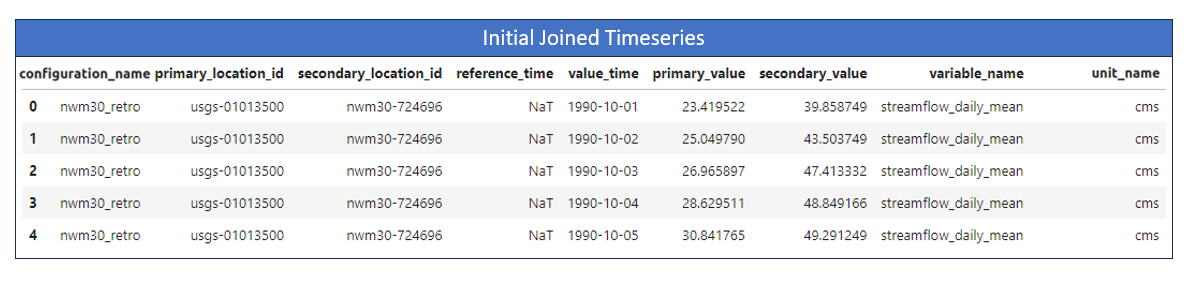 Initial Joined Timeseries
configuration_name primary_location_id secondary_location_id reference_time value_time primary_value secondary_value variable_name unit_name
0 nwm30_retro usgs-01013500 nwm30-724696 NaT 1990-10-01 23.419522 39.858749 streamflow_daily_mean cms
1 nwm30_retro usgs-01013500 nwm30-724696 NaT 1990-10-02 25.049790 43.503749 streamflow_daily_mean cms
2 nwm30_retro usgs-01013500 nwm30-724696 NaT 1990-10-03 26.965897 47.413332 streamflow_daily_mean cms
3 nwm30_retro usgs-01013500 nwm30-724696 NaT 1990-10-04 28.629511 48.849166 streamflow_daily_mean cms
4 nwm30_retro usgs-01013500 nwm30-724696 NaT 1990-10-05 30.841765 49.291249 streamflow_daily_mean cms